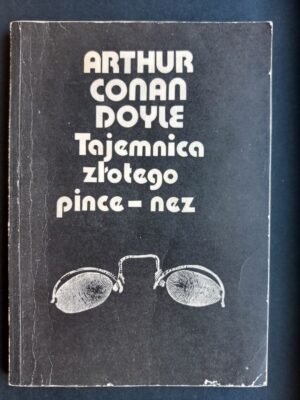 ARTHUR
CONAN
DOYLE
Tajemnica
złotego
pince-nez